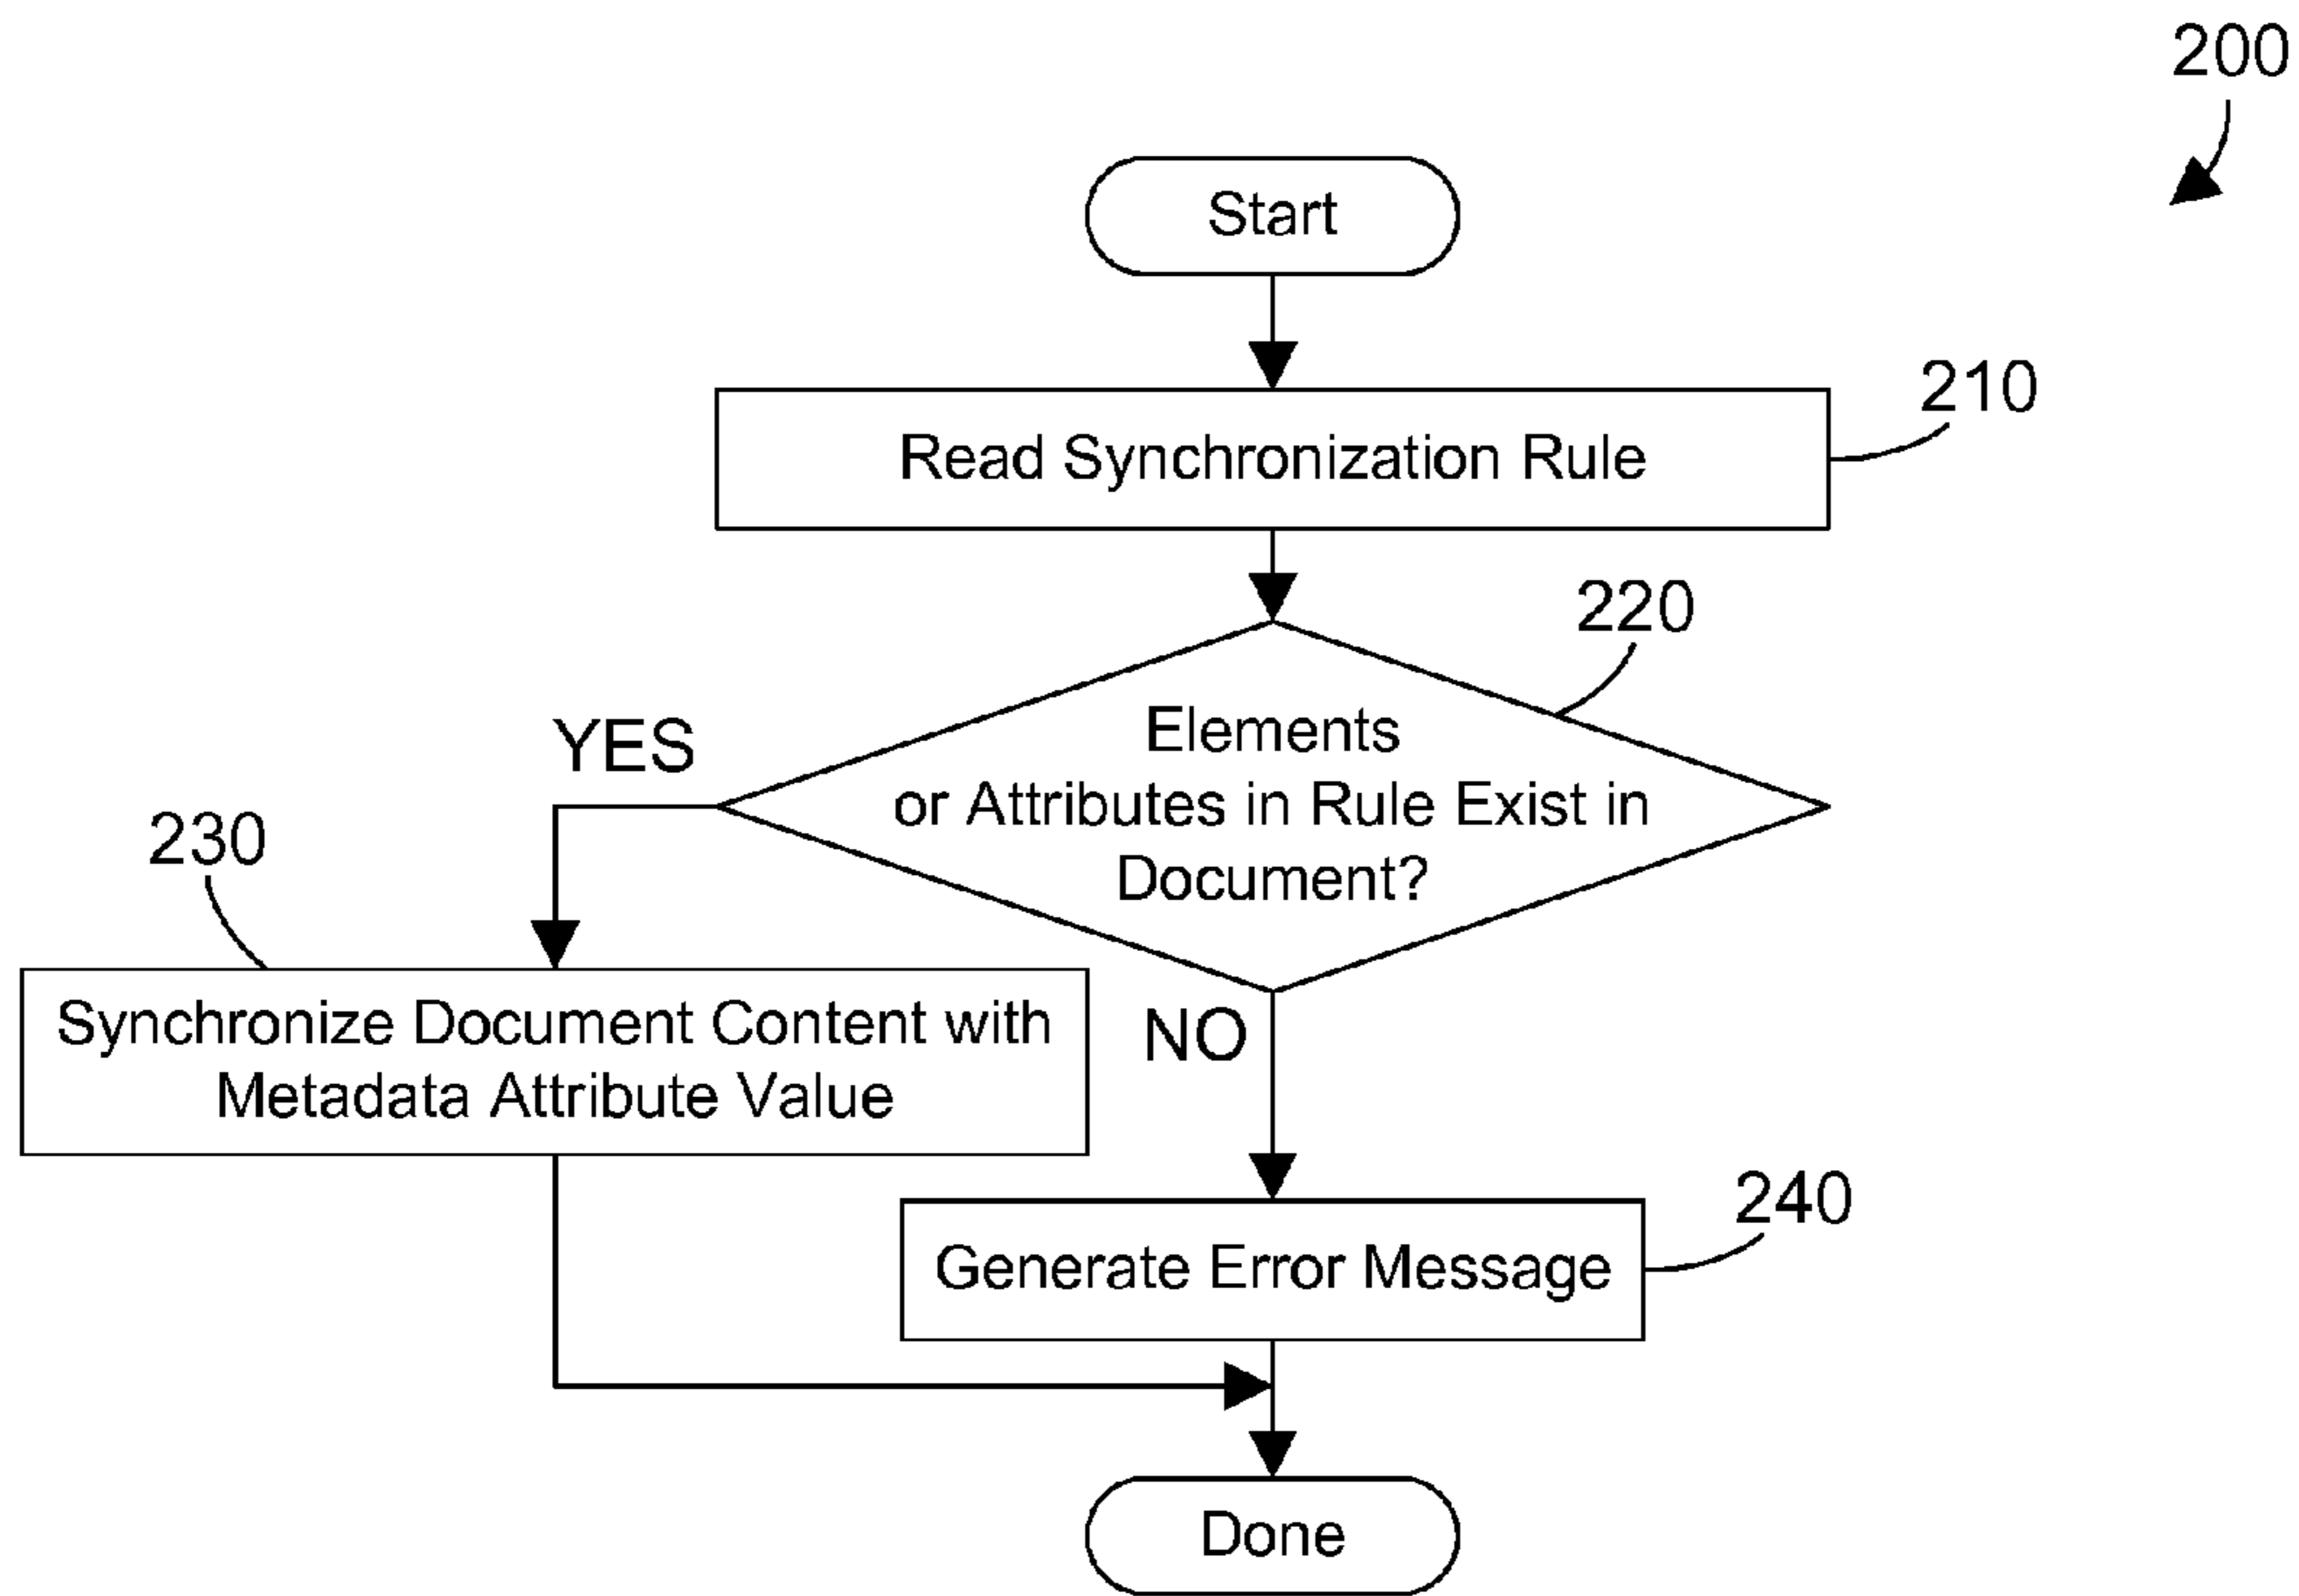 200
Start
210
Read Synchronization Rule
220
Elements
or Attributes in Rule Exist in
Document?
YES
230
Synchronize Document Content with
Metadata Attribute Value
NO
240
Generate Error Message
Done